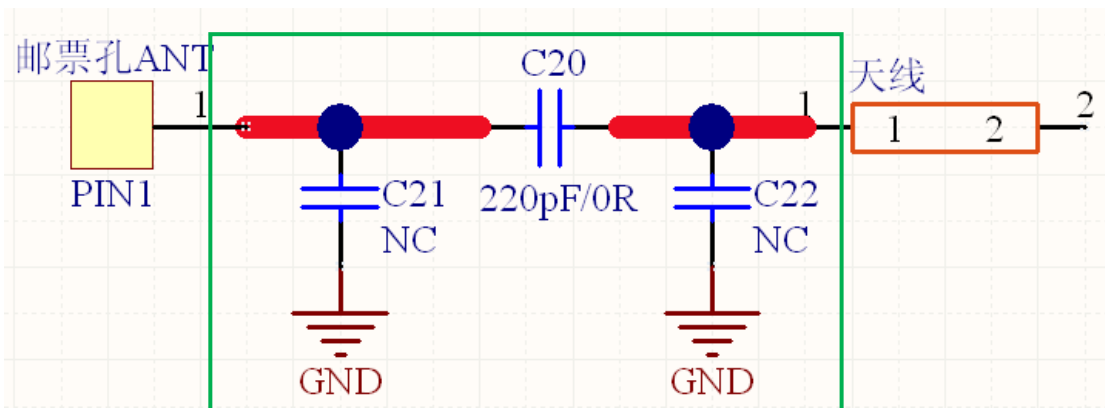 邮票孔ANT
1
PIN1
C20
220pF/0R
C21
NC
GND
C22
NC
GND
1
天线
1 2
2